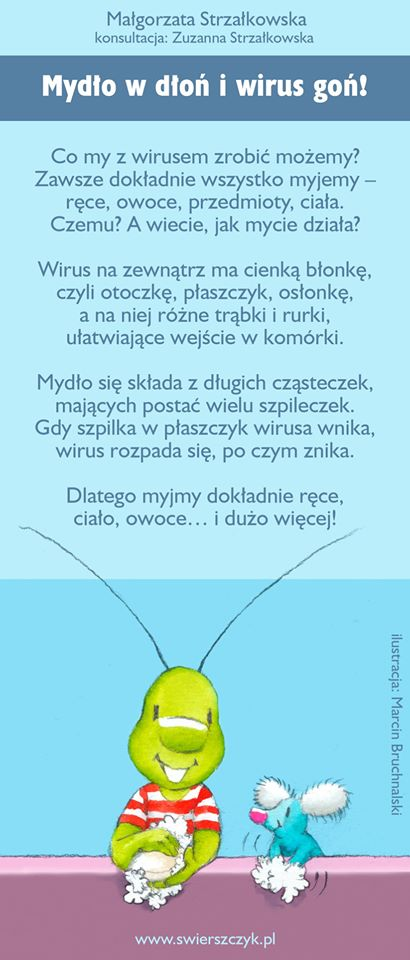 Małgorzata Strzałkowska
konsultacja: Zuzanna Strzałkowska
Mydło w dłoń i wirus goń!
Co my z wirusem zrobić możemy?
Zawsze dokładnie wszystko myjemy –
ręce, owoce, przedmioty, ciała.
Czemu? A wiecie, jak mycie działa?
Wirus na zewnątrz ma cienką błonkę,
czyli otoczkę, płaszczyk, osłonkę,
a na niej różne trąbki i rurki,
ułatwiające wejście w komórki.
Mydło się składa z długich cząsteczek,
mających postać wielu szpileczek.
Gdy szpilka w płaszczyk wirusa wnika,
wirus rozpada się, po czym znika.
Dlatego myjmy dokładnie ręce,
ciało, owoce… i dużo więcej!
ilustracja: Marcin Bruchnalski
www.swierszczyk.pl